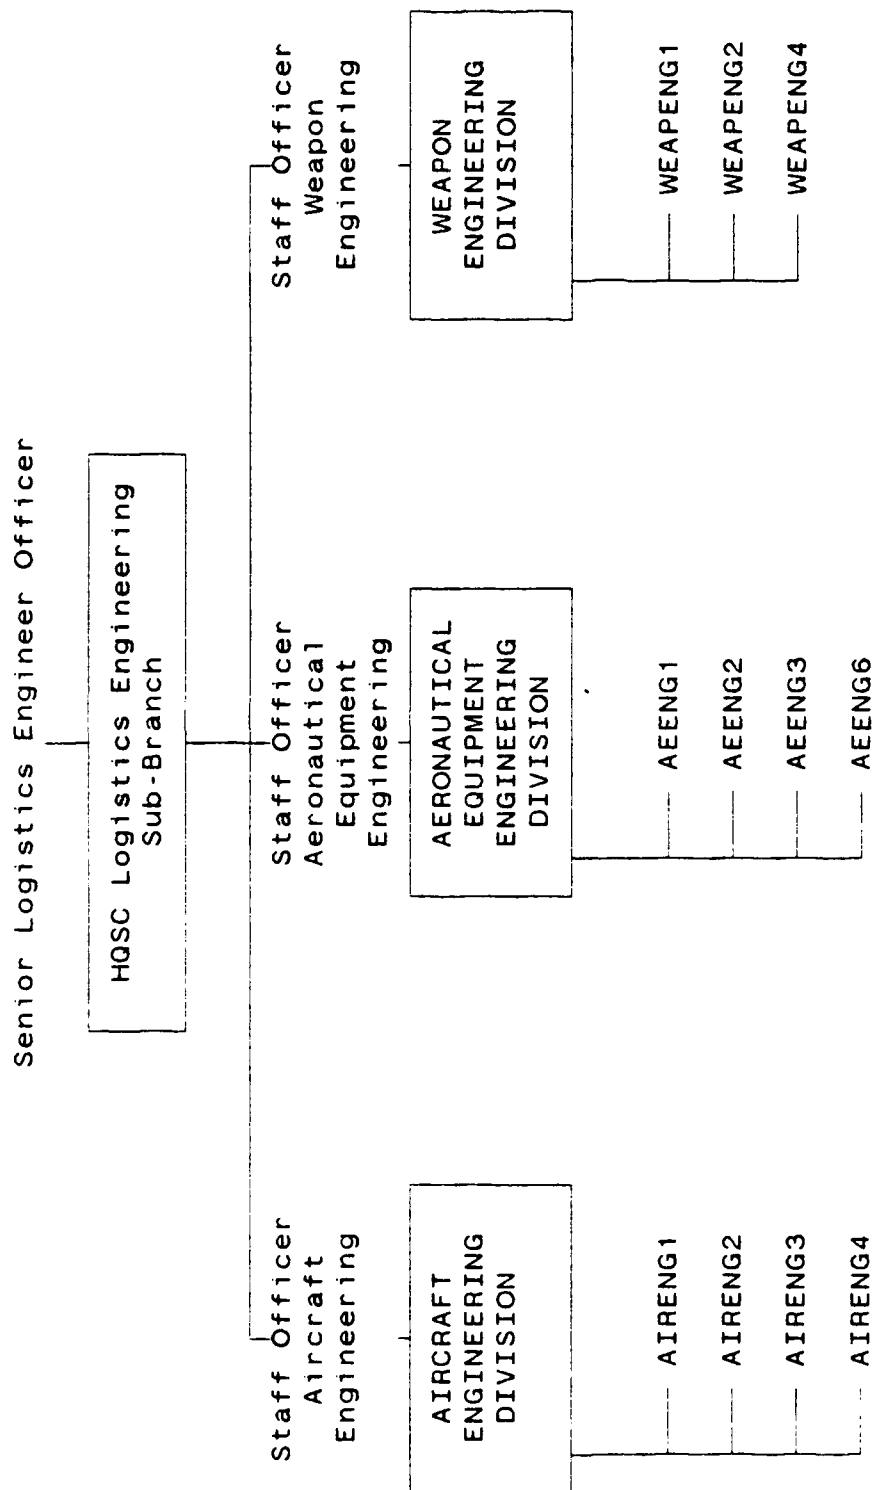 Senior Logistics Engineer Officer
HQSC Logistics Engineering
Sub-Branch
Staff Officer
Aircraft
Engineering
AIRCRAFT
ENGINEERING
DIVISION
AIRENG1
AIRENG2
AIRENG3
AIRENG4
Staff Officer
Aeronautical
Equipment
Engineering
AERONAUTICAL
EQUIPMENT
ENGINEERING
DIVISION
AEENG1
AEENG2
AEENG3
AEENG6
Staff Officer
Weapon
Engineering
WEAPON
ENGINEERING
DIVISION
WEAPENG1
WEAPENG2
WEAPENG4